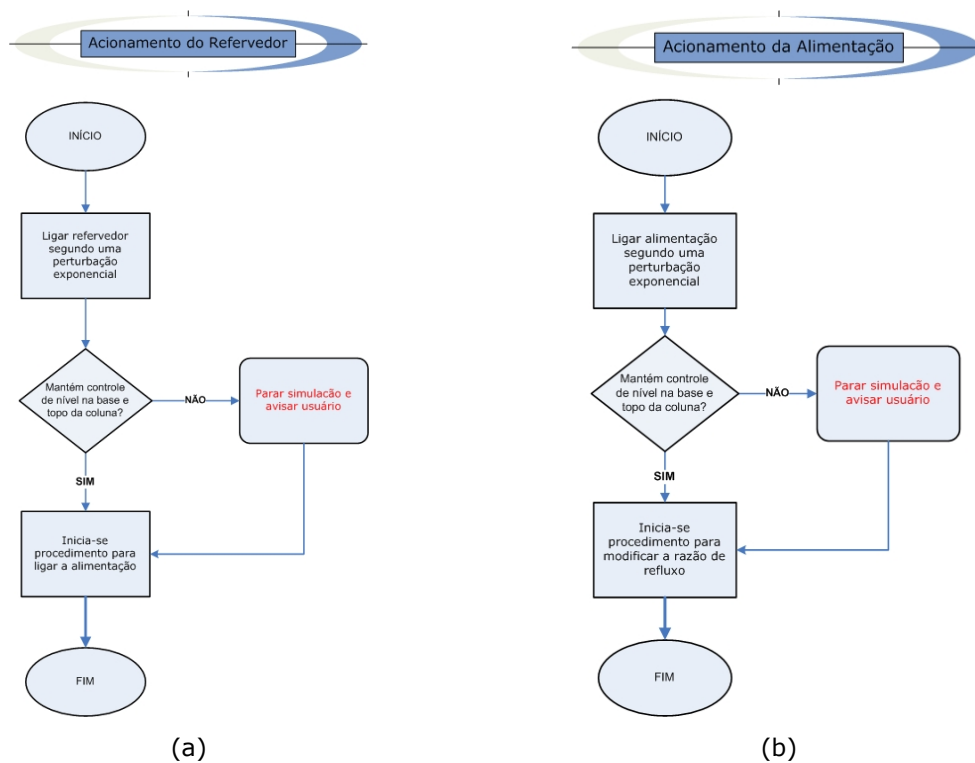 Acionamento do Refervedor
INÍCIO
Ligar refervedor
segundo uma
perturbação
exponencial
Mantém controle
de nível na base e
topo da coluna?
NÃO
Parar simulacão e
avisar usuário
SIM
Inicia-se
procedimento para
ligar a alimentação
FIM
(a)
Acionamento da Alimentação
INÍCIO
Ligar alimentação
segundo uma
perturbação
exponencial
Mantém controle
de nível na base e
topo da coluna?
NÃO
Parar simulacão e
avisar usuário
SIM
Inicia-se
procedimento para
modificar a razão de
refluxo
FIM
(b)